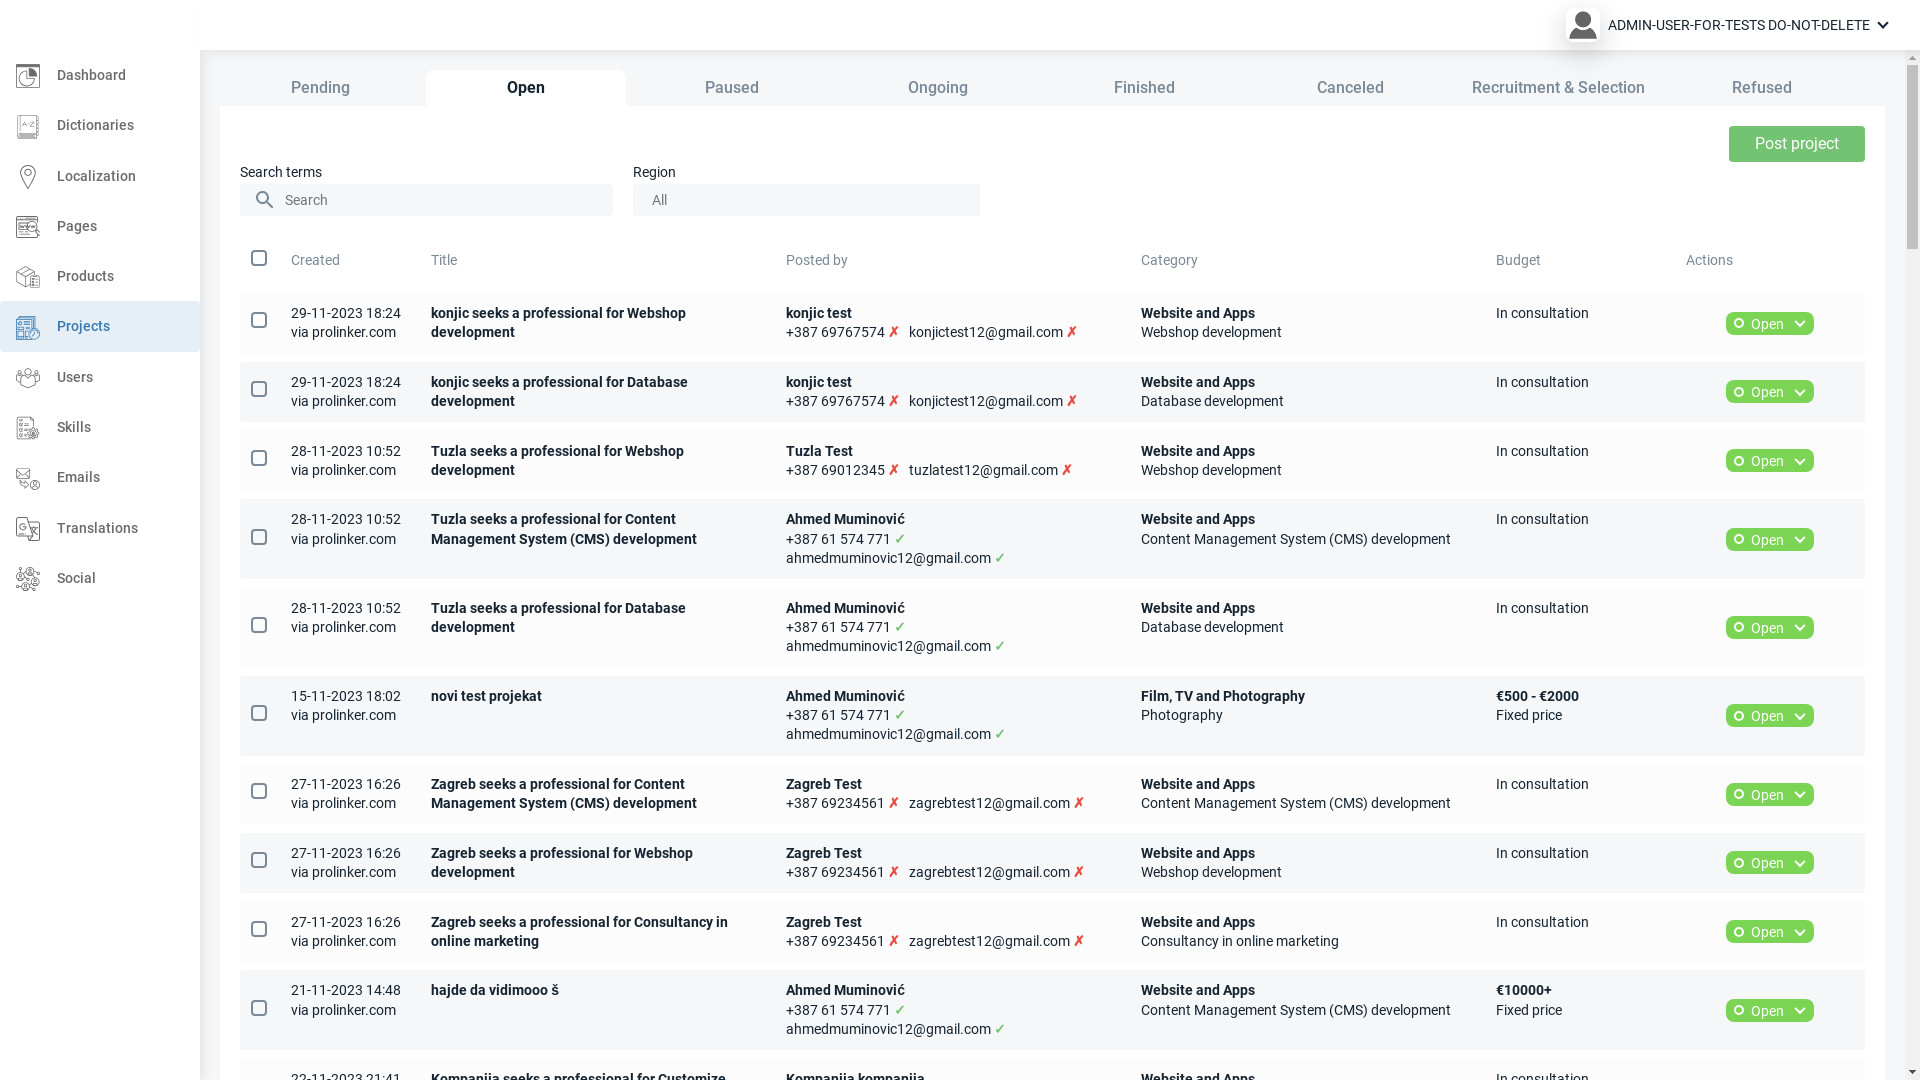 ADMIN-USER-FOR-TESTS DO-NOT-DELETE
Dashboard
Dictionaries
Localization
Pages
Products
Projects
Users
Skills
Emails
Translations
Social
Pending
Open
Paused
Ongoing
Finished
Canceled
Recruitment & Selection
Refused
Post project
Search terms
Search
Region
All
Created
Title
Posted by
Category
Budget
Actions
29-11-2023 18:24
via prolinker.com
konjic seeks a professional for Webshop
development
konjic test
+387 69767574 ✗ konjictest12@gmail.com ✗
Website and Apps
Webshop development
In consultation
Open
29-11-2023 18:24
via prolinker.com
konjic seeks a professional for Database
development
konjic test
+387 69767574 ✗ konjictest12@gmail.com ✗
Website and Apps
Database development
In consultation
Open
28-11-2023 10:52
via prolinker.com
Tuzla seeks a professional for Webshop
development
Tuzla Test
+387 69012345 ✗ tuzlatest12@gmail.com ✗
Website and Apps
Webshop development
In consultation
Open
28-11-2023 10:52
via prolinker.com
Tuzla seeks a professional for Content
Management System (CMS) development
Ahmed Muminović
+387 61 574 771 ✓
ahmedmuminovic12@gmail.com ✓
Website and Apps
Content Management System (CMS) development
In consultation
Open
28-11-2023 10:52
via prolinker.com
Tuzla seeks a professional for Database
development
Ahmed Muminović
+387 61 574 771 ✓
ahmedmuminovic12@gmail.com ✓
Website and Apps
Database development
In consultation
Open
15-11-2023 18:02
via prolinker.com
novi test projekat
Ahmed Muminović
+387 61 574 771 ✓
ahmedmuminovic12@gmail.com ✓
Film, TV and Photography
Photography
€500 - €2000
Fixed price
Open
27-11-2023 16:26
via prolinker.com
Zagreb seeks a professional for Content
Management System (CMS) development
Zagreb Test
+387 69234561 ✗ zagrebtest12@gmail.com ✗
Website and Apps
Content Management System (CMS) development
In consultation
Open
27-11-2023 16:26
via prolinker.com
Zagreb seeks a professional for Webshop
development
Zagreb Test
+387 69234561 ✗ zagrebtest12@gmail.com ✗
Website and Apps
Webshop development
In consultation
Open
27-11-2023 16:26
via prolinker.com
Zagreb seeks a professional for Consultancy in
online marketing
Zagreb Test
+387 69234561 ✗ zagrebtest12@gmail.com ✗
Website and Apps
Consultancy in online marketing
In consultation
Open
21-11-2023 14:48
via prolinker.com
hajde da vidimooo š
Ahmed Muminović
+387 61 574 771 ✓
ahmedmuminovic12@gmail.com ✓
Website and Apps
Content Management System (CMS) development
€10000+
Fixed price
Open
22-11-2023 21:41
Kompanija seeks a professional for Customize
Kompanija kompanija
Website and Apps
In consultation